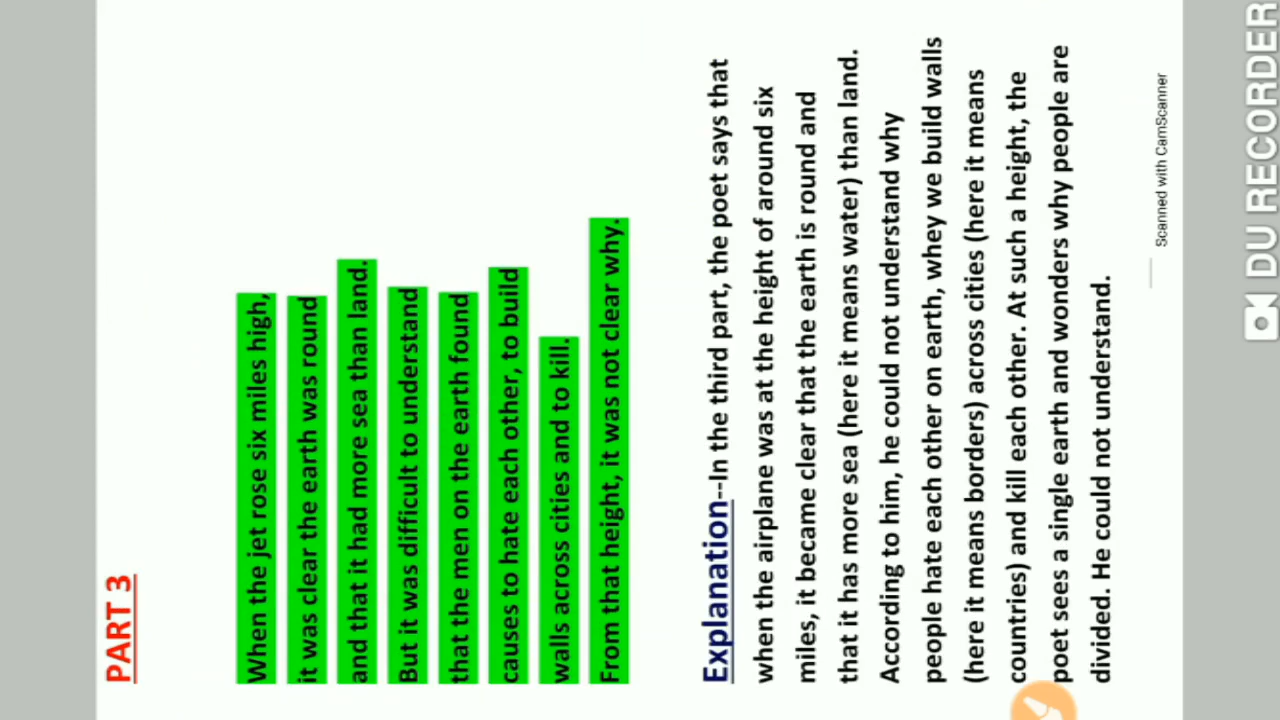 PART 3
When the jet rose six miles high,
it was clear the earth was round
and that it had more sea than land.
But it was difficult to understand
that the men on the earth found
causes to hate each other, to build
walls across cities and to kill.
From that height, it was not clear why.
Explanation--In the third part, the poet says that
when the airplane was at the height of around six
miles, it became clear that the earth is round and
that it has more sea (here it means water) than land.
According to him, he could not understand why
people hate each other on earth, whey we build walls
(here it means borders) across cities (here it means
countries) and kill each other. At such a height, the
poet sees a single earth and wonders why people are
divided. He could not understand.
Scanned with CamScanner
DU RECORDER